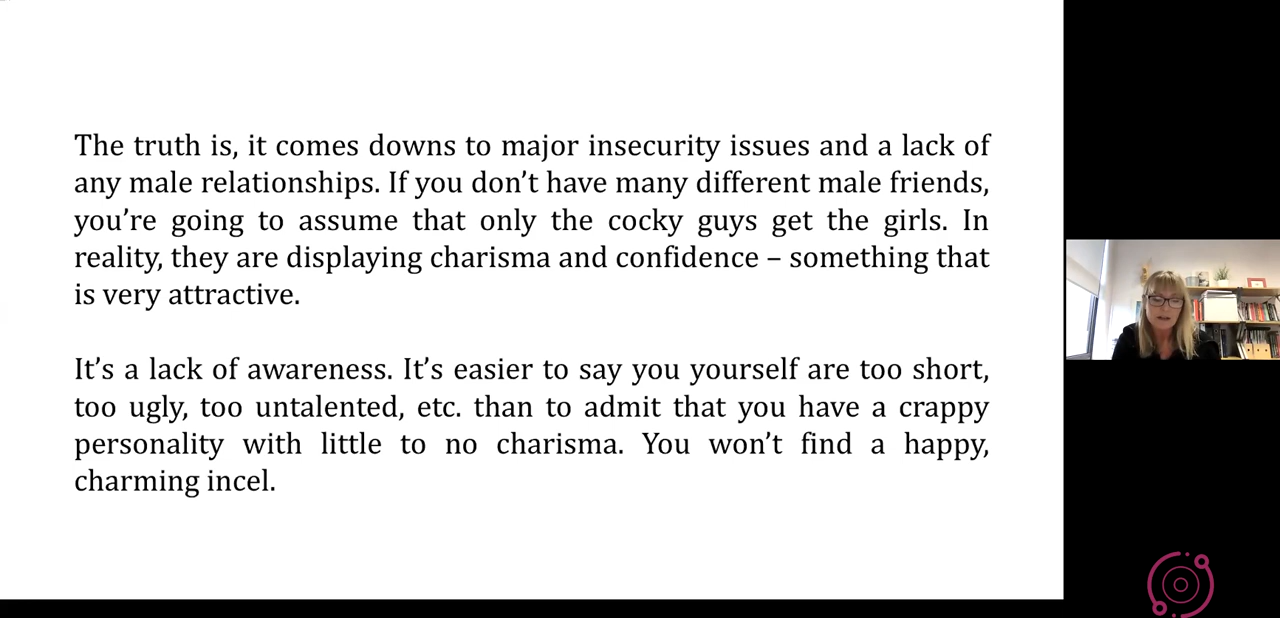 The truth is, it comes downs to major insecurity issues and a lack of
any male relationships. If you don’t have many different male friends,
you’re going to assume that only the cocky guys get the girls. In
reality, they are displaying charisma and confidence – something that
is very attractive.
It’s a lack of awareness. It’s easier to say you yourself are too short,
too ugly, too untalented, etc. than to admit that you have a crappy
personality with little to no charisma. You won’t find a happy,
charming incel.